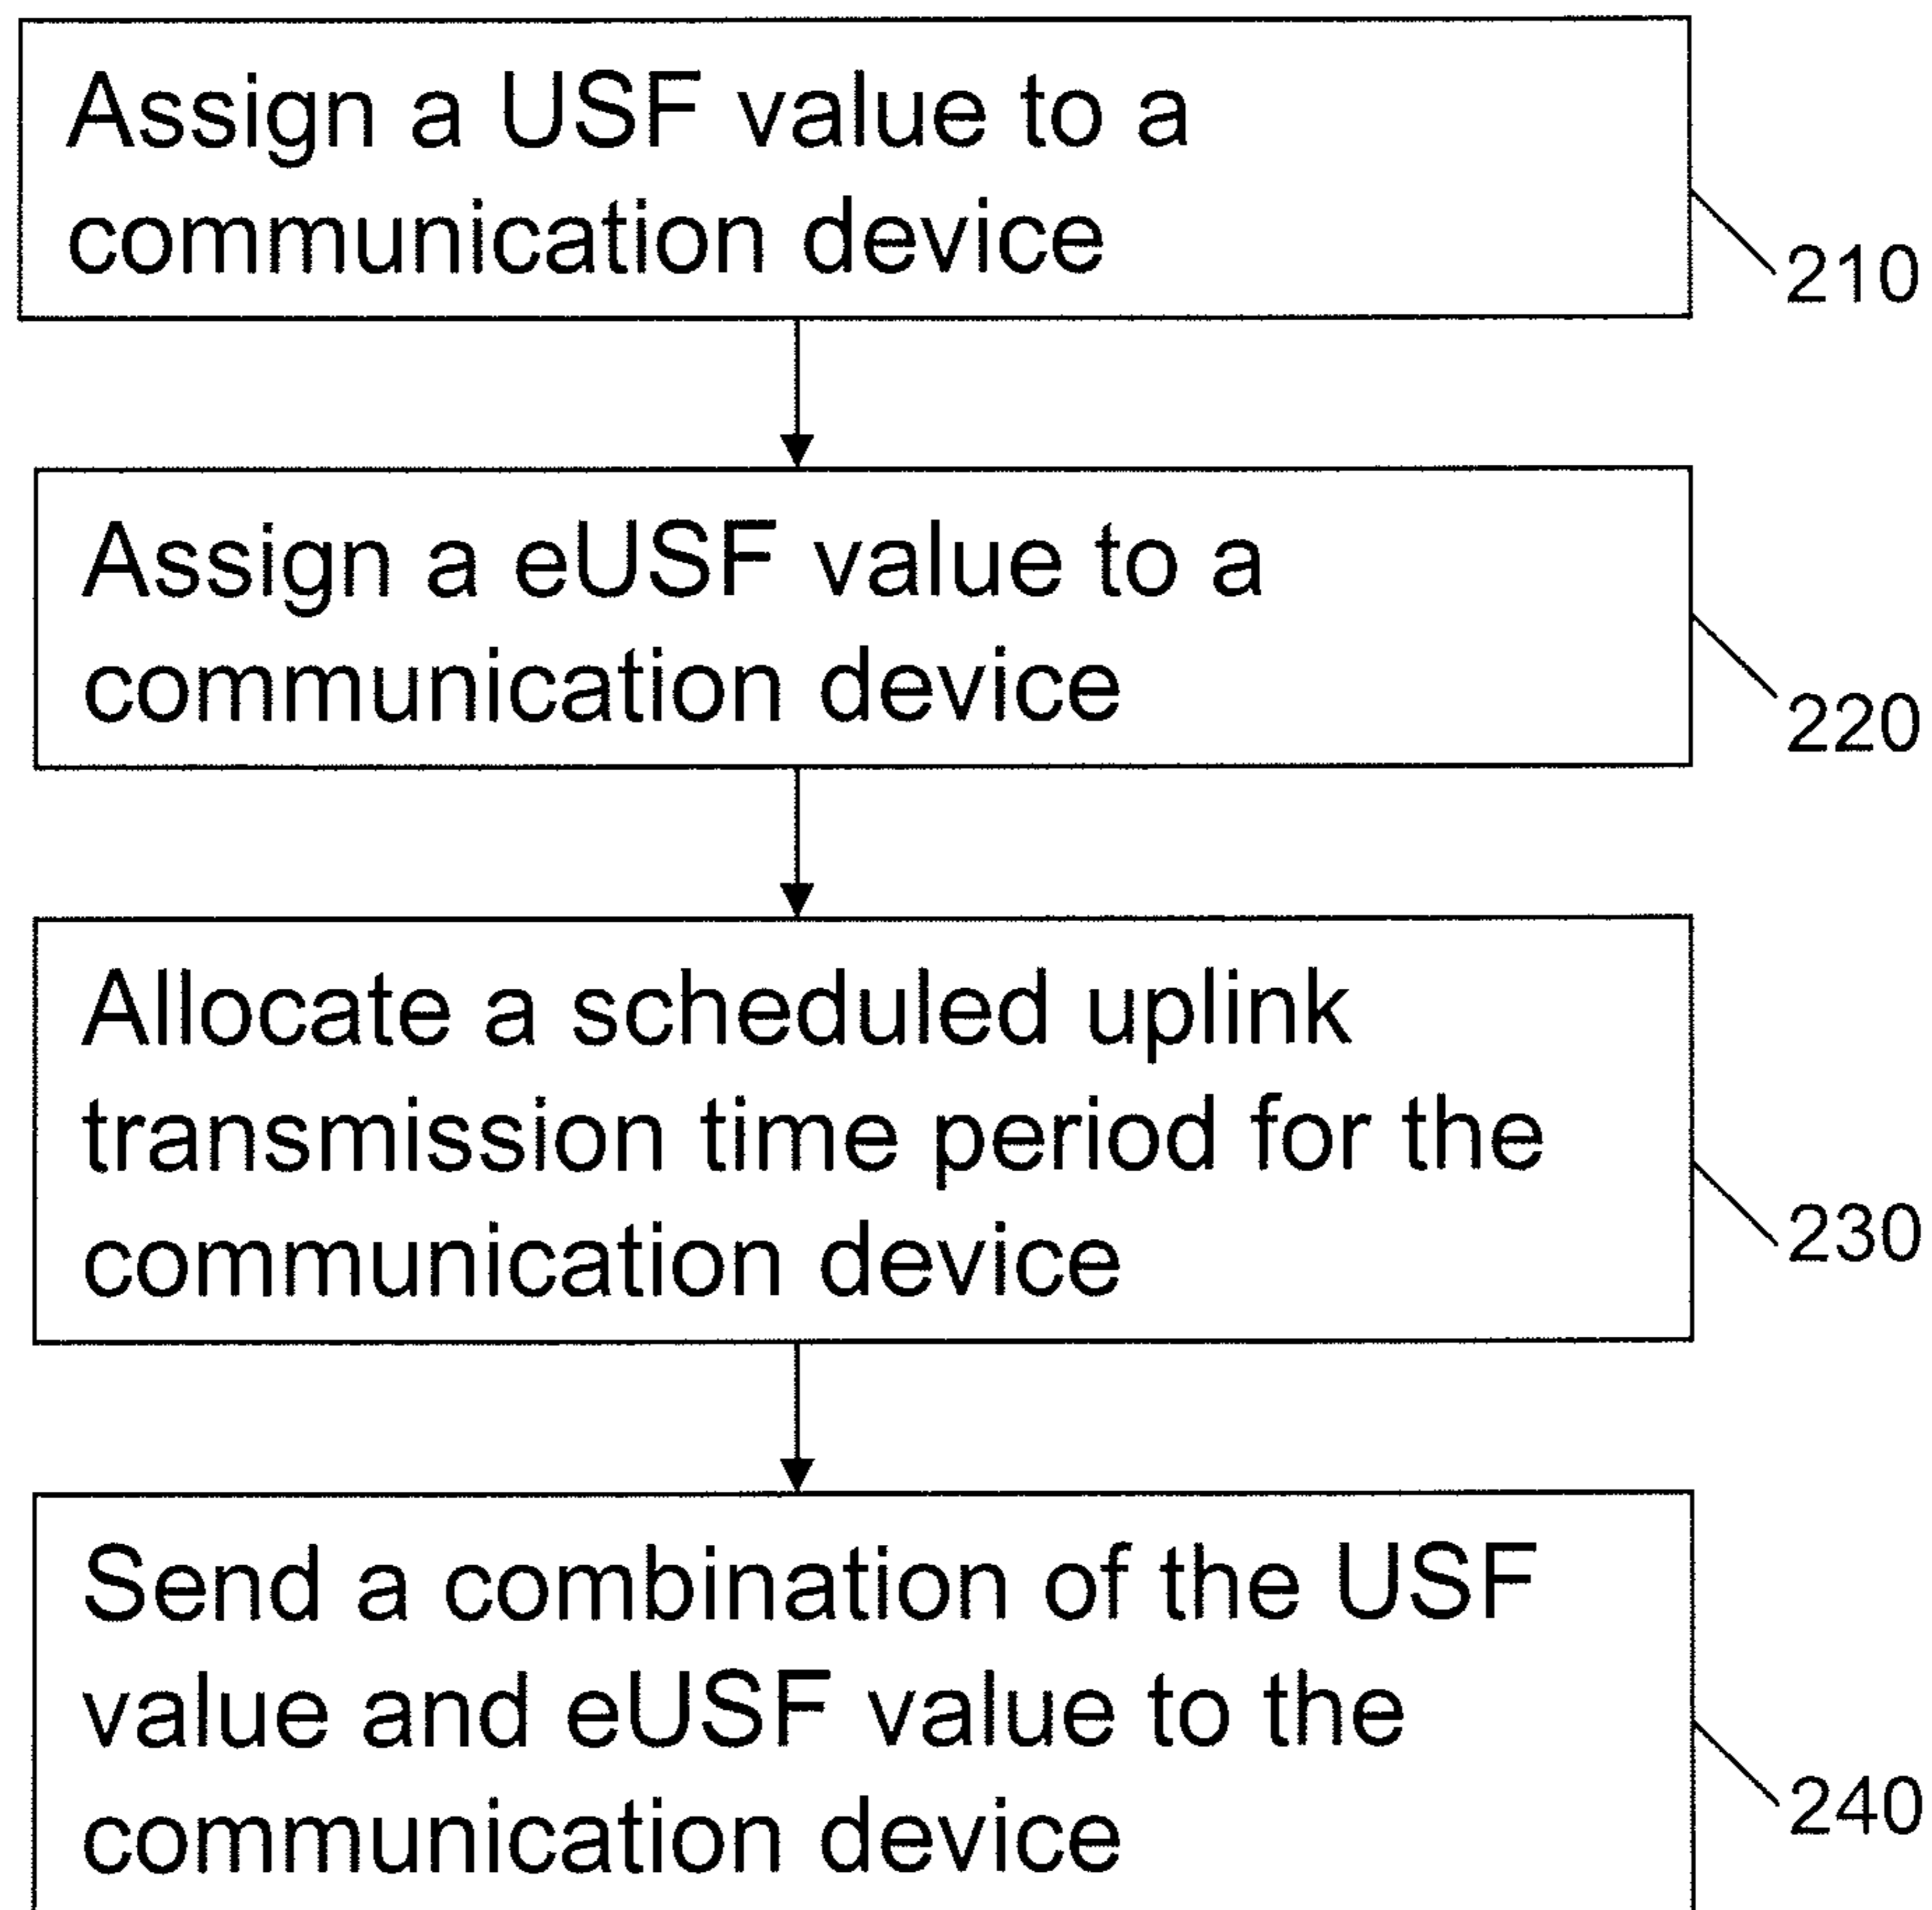 Assign a USF value to a
communication device
210
Assign a eUSF value to a
communication device
220
Allocate a scheduled uplink
transmission time period for the
communication device
230
Send a combination of the USF
value and eUSF value to the
communication device
240